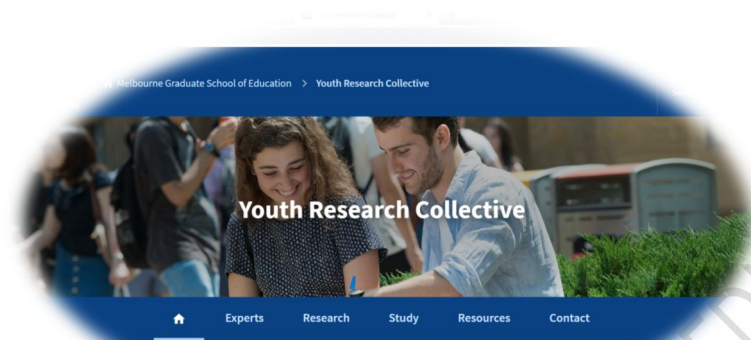 Melbourne Graduate School of Education > Youth Research Collective
Youth Research Collective
Experts Research Study Resources Contact